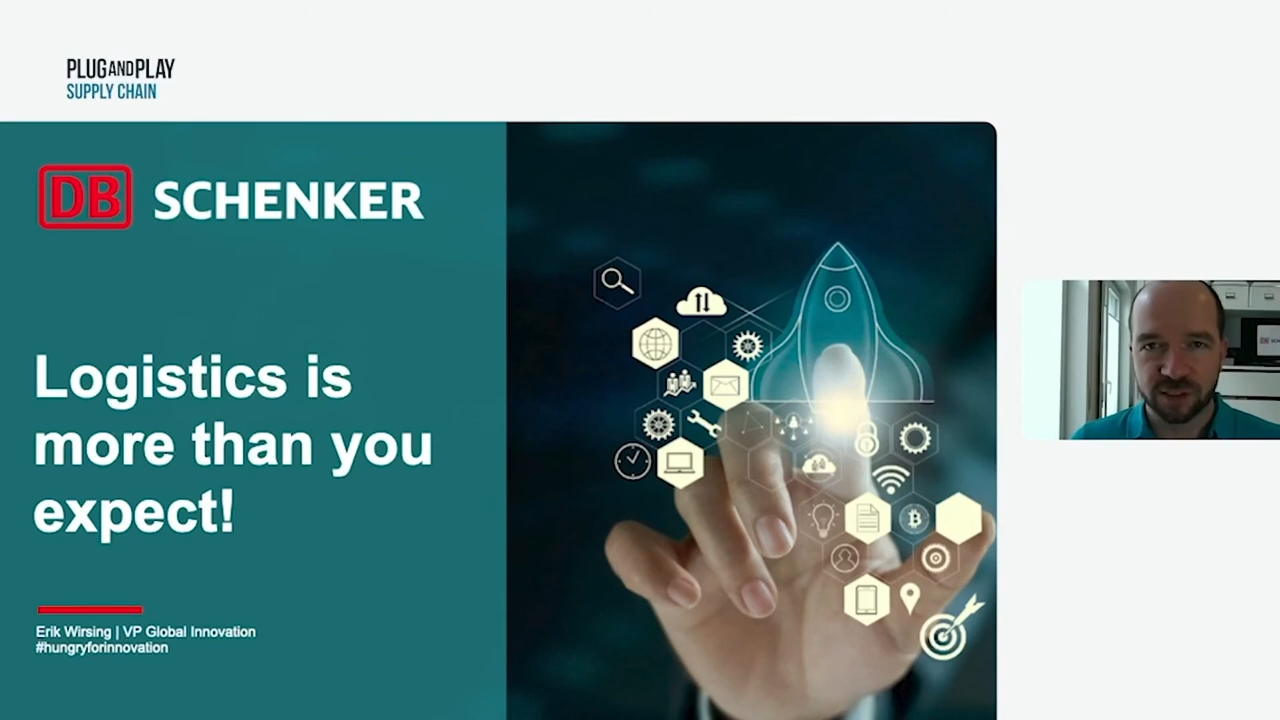 PLUGANDPLAY
SUPPLY CHAIN
DB SCHENKER
Logistics is
more than you
expect!
Erik Wirsing | VP Global Innovation
#hungryforinnovation